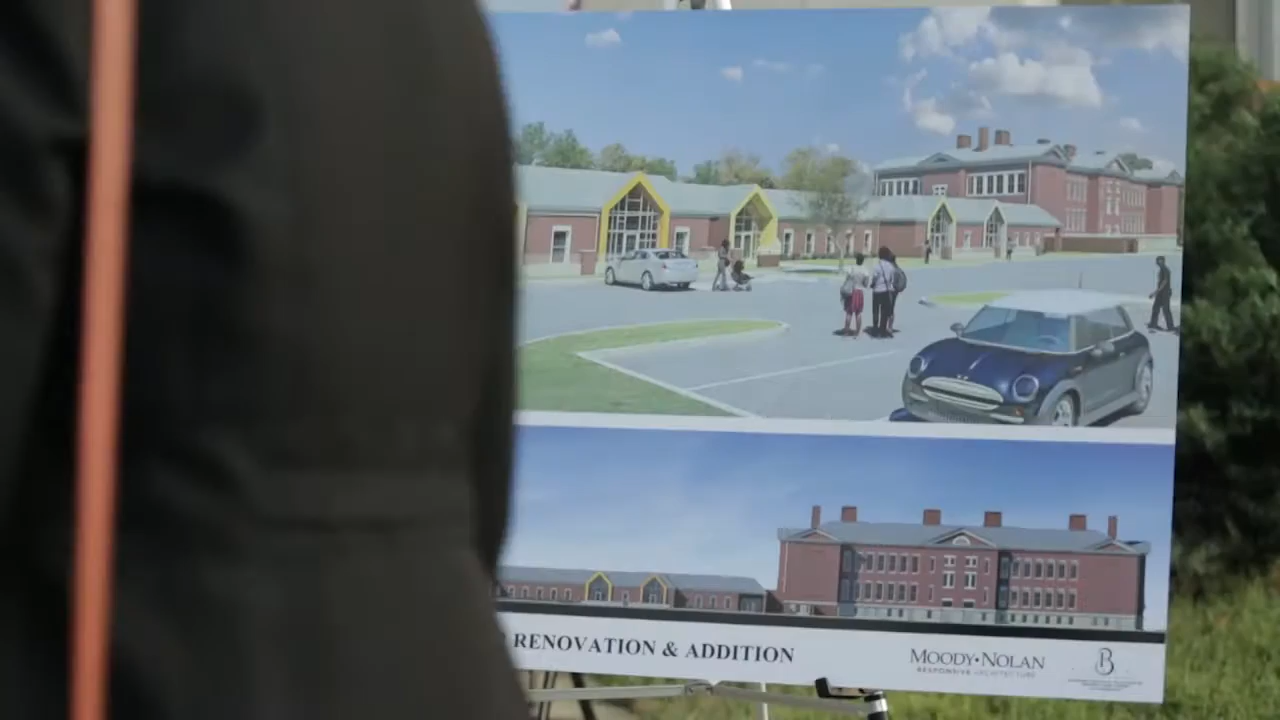 RENOVATION & ADDITION
MOODY•NOLAN
RESPONSIVE ARCHITECTURE
B